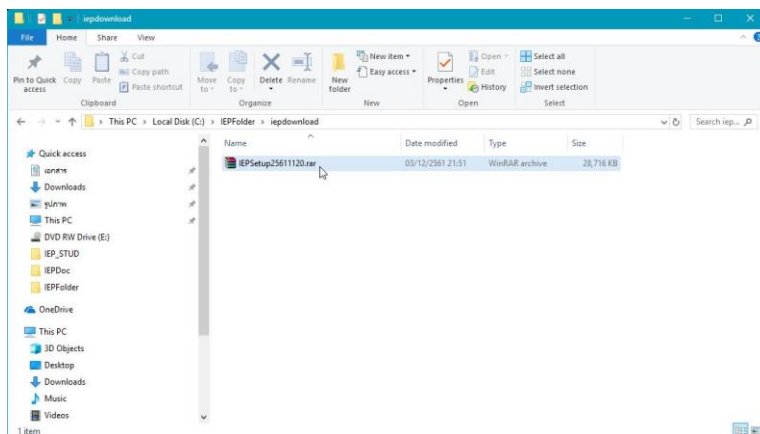 iepdownload
File Home Share View
Pin to Quick access
Copy
Paste
Cut
Copy path
Paste shortcut
Clipboard
Move to
Copy to
Delete
Rename
Organize
New folder
New item
Easy access
New
Properties
Open
Edit
History
Open
Select all
Select none
Invert selection
Select
This PC > Local Disk (C:) > IEPFolder > iepdownload
Search iep...
Name Date modified Type Size
IEPSetup25611120.rar 03/12/2561 21:51 WinRAR archive 28,716 KB
Quick access
เอกสาร
Downloads
รูปภาพ
This PC
DVD RW Drive (E:)
IEP_STUD
IEPDoc
IEPFolder
OneDrive
This PC
3D Objects
Desktop
Downloads
Music
Videos
1 item